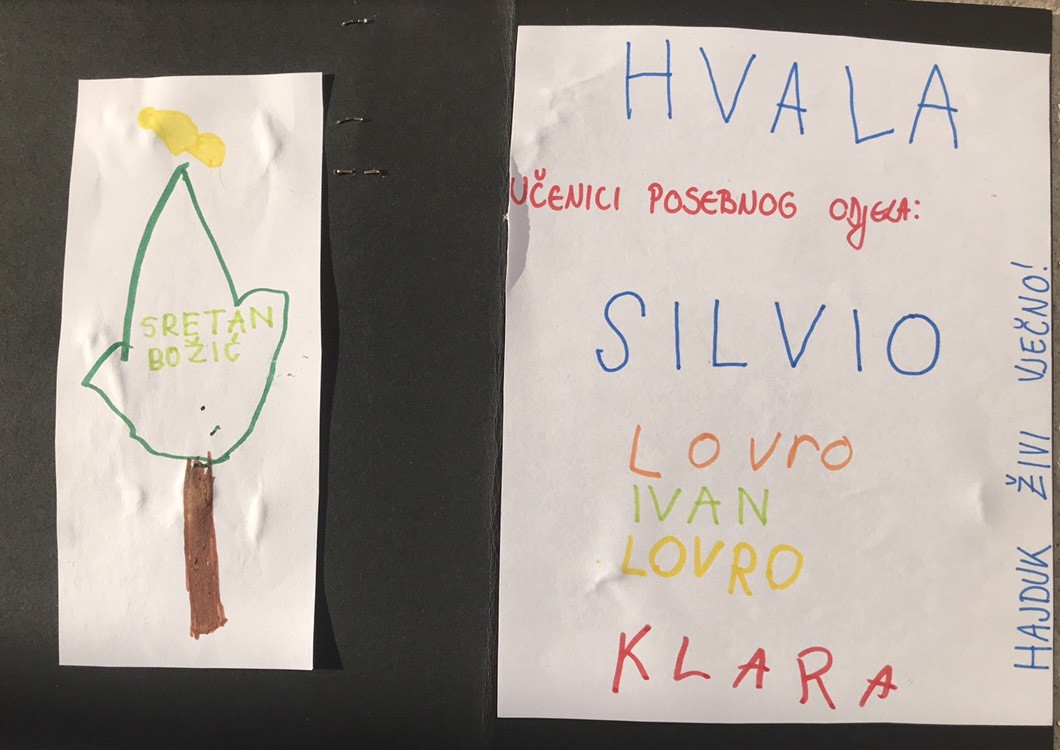 SRETAN
BOŽIĆ
HVALA
UČENICI POSEBNOG ODJELA:
SILVIO
Lovro
IVAN
LOVRO
KLARA
HAJDUK ŽIVI VJEČNO!